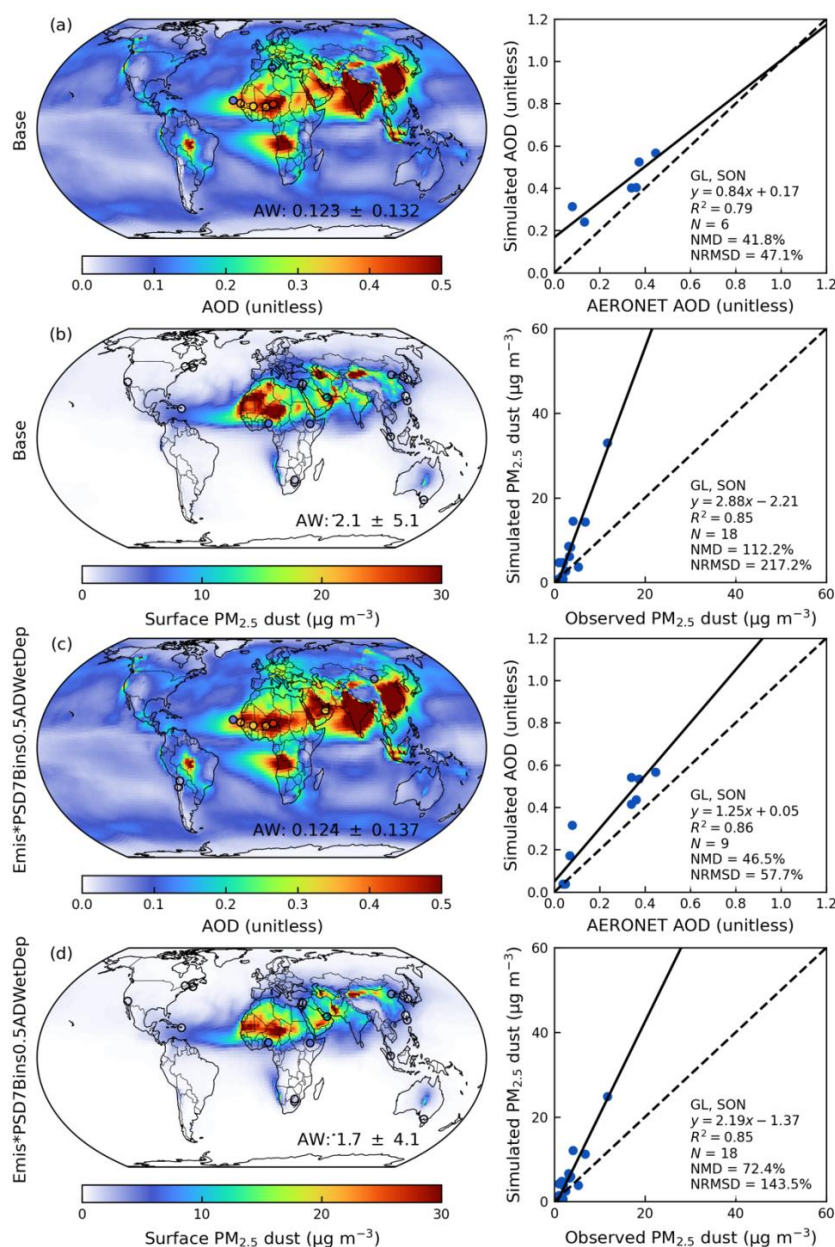 (a)
Base
AW: 0.123 ± 0.132
0.0 0.1 0.2 0.3 0.4 0.5
AOD (unitless)
Simulated AOD (unitless)
1.2
1.0
0.8
0.6
0.4
0.2
0.0
GL, SON
y = 0.84x + 0.17
R² = 0.79
N = 6
NMD = 41.8%
NRMSD = 47.1%
0.0 0.2 0.4 0.6 0.8 1.0 1.2
AERONET AOD (unitless)
(b)
Base
AW: 2.1 ± 5.1
0 10 20 30
Surface PM₂.₅ dust (μg m⁻³)
Simulated PM₂.₅ dust (μg m⁻³)
60
40
20
0
GL, SON
y = 2.88x − 2.21
R² = 0.85
N = 18
NMD = 112.2%
NRMSD = 217.2%
0 20 40 60
Observed PM₂.₅ dust (μg m⁻³)
(c)
Emis*PSD7Bins0.5ADWetDep
AW: 0.124 ± 0.137
0.0 0.1 0.2 0.3 0.4 0.5
AOD (unitless)
Simulated AOD (unitless)
1.2
1.0
0.8
0.6
0.4
0.2
0.0
GL, SON
y = 1.25x + 0.05
R² = 0.86
N = 9
NMD = 46.5%
NRMSD = 57.7%
0.0 0.2 0.4 0.6 0.8 1.0 1.2
AERONET AOD (unitless)
(d)
Emis*PSD7Bins0.5ADWetDep
AW: 1.7 ± 4.1
0 10 20 30
Surface PM₂.₅ dust (μg m⁻³)
Simulated PM₂.₅ dust (μg m⁻³)
60
40
20
0
GL, SON
y = 2.19x − 1.37
R² = 0.85
N = 18
NMD = 72.4%
NRMSD = 143.5%
0 20 40 60
Observed PM₂.₅ dust (μg m⁻³)